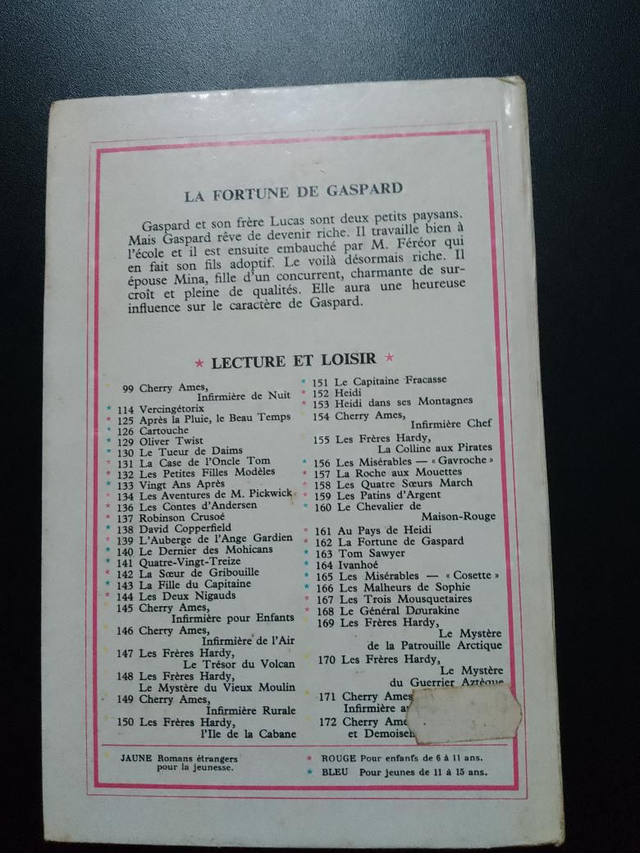 LA FORTUNE DE GASPARD
Gaspard et son frère Lucas sont deux petits paysans.
Mais Gaspard rêve de devenir riche. Il travaille bien à
l'école et il est ensuite embauché par M. Féréor qui
en fait son fils adoptif. Le voilà désormais riche. Il
épouse Mina, fille d'un concurrent, charmante de sur-
croît et pleine de qualités. Elle aura une heureuse
influence sur le caractère de Gaspard.
★ LECTURE ET LOISIR ★
99 Cherry Ames,
Infirmière de Nuit
114 Vercingétorix
125 Après la Pluie, le Beau Temps
126 Cartouche
129 Oliver Twist
130 Le Tueur de Daims
131 La Case de l'Oncle Tom
132 Les Petites Filles Modèles
133 Vingt Ans Après
134 Les Aventures de M. Pickwick
136 Les Contes d'Andersen
137 Robinson Crusoé
138 David Copperfield
139 L'Auberge de l'Ange Gardien
140 Le Dernier des Mohicans
141 Quatre-Vingt-Treize
142 La Sœur de Gribouille
143 La Fille du Capitaine
144 Les Deux Nigauds
145 Cherry Ames,
Infirmière pour Enfants
146 Cherry Ames,
Infirmière de l'Air
147 Les Frères Hardy,
Le Trésor du Volcan
148 Les Frères Hardy,
Le Mystère du Vieux Moulin
149 Cherry Ames,
Infirmière Rurale
150 Les Frères Hardy,
l'Ile de la Cabane
151 Le Capitaine Fracasse
152 Heidi
153 Heidi dans ses Montagnes
154 Cherry Ames,
Infirmière Chef
155 Les Frères Hardy,
La Colline aux Pirates
156 Les Misérables — « Gavroche »
157 La Roche aux Mouettes
158 Les Quatre Sœurs March
159 Les Patins d'Argent
160 Le Chevalier de
Maison-Rouge
161 Au Pays de Heidi
162 La Fortune de Gaspard
163 Tom Sawyer
164 Ivanhoé
165 Les Misérables — « Cosette »
166 Les Malheurs de Sophie
167 Les Trois Mousquetaires
168 Le Général Dourakine
169 Les Frères Hardy,
Le Mystère
de la Patrouille Arctique
170 Les Frères Hardy,
Le Mystère
du Guerrier Aztèque
171 Cherry Ames
Infirmière
172 Cherry
et
JAUNE Romans étrangers
pour la jeunesse.
★ ROUGE Pour enfants de 6 à 11 ans.
★ BLEU Pour jeunes de 11 à 15 ans.